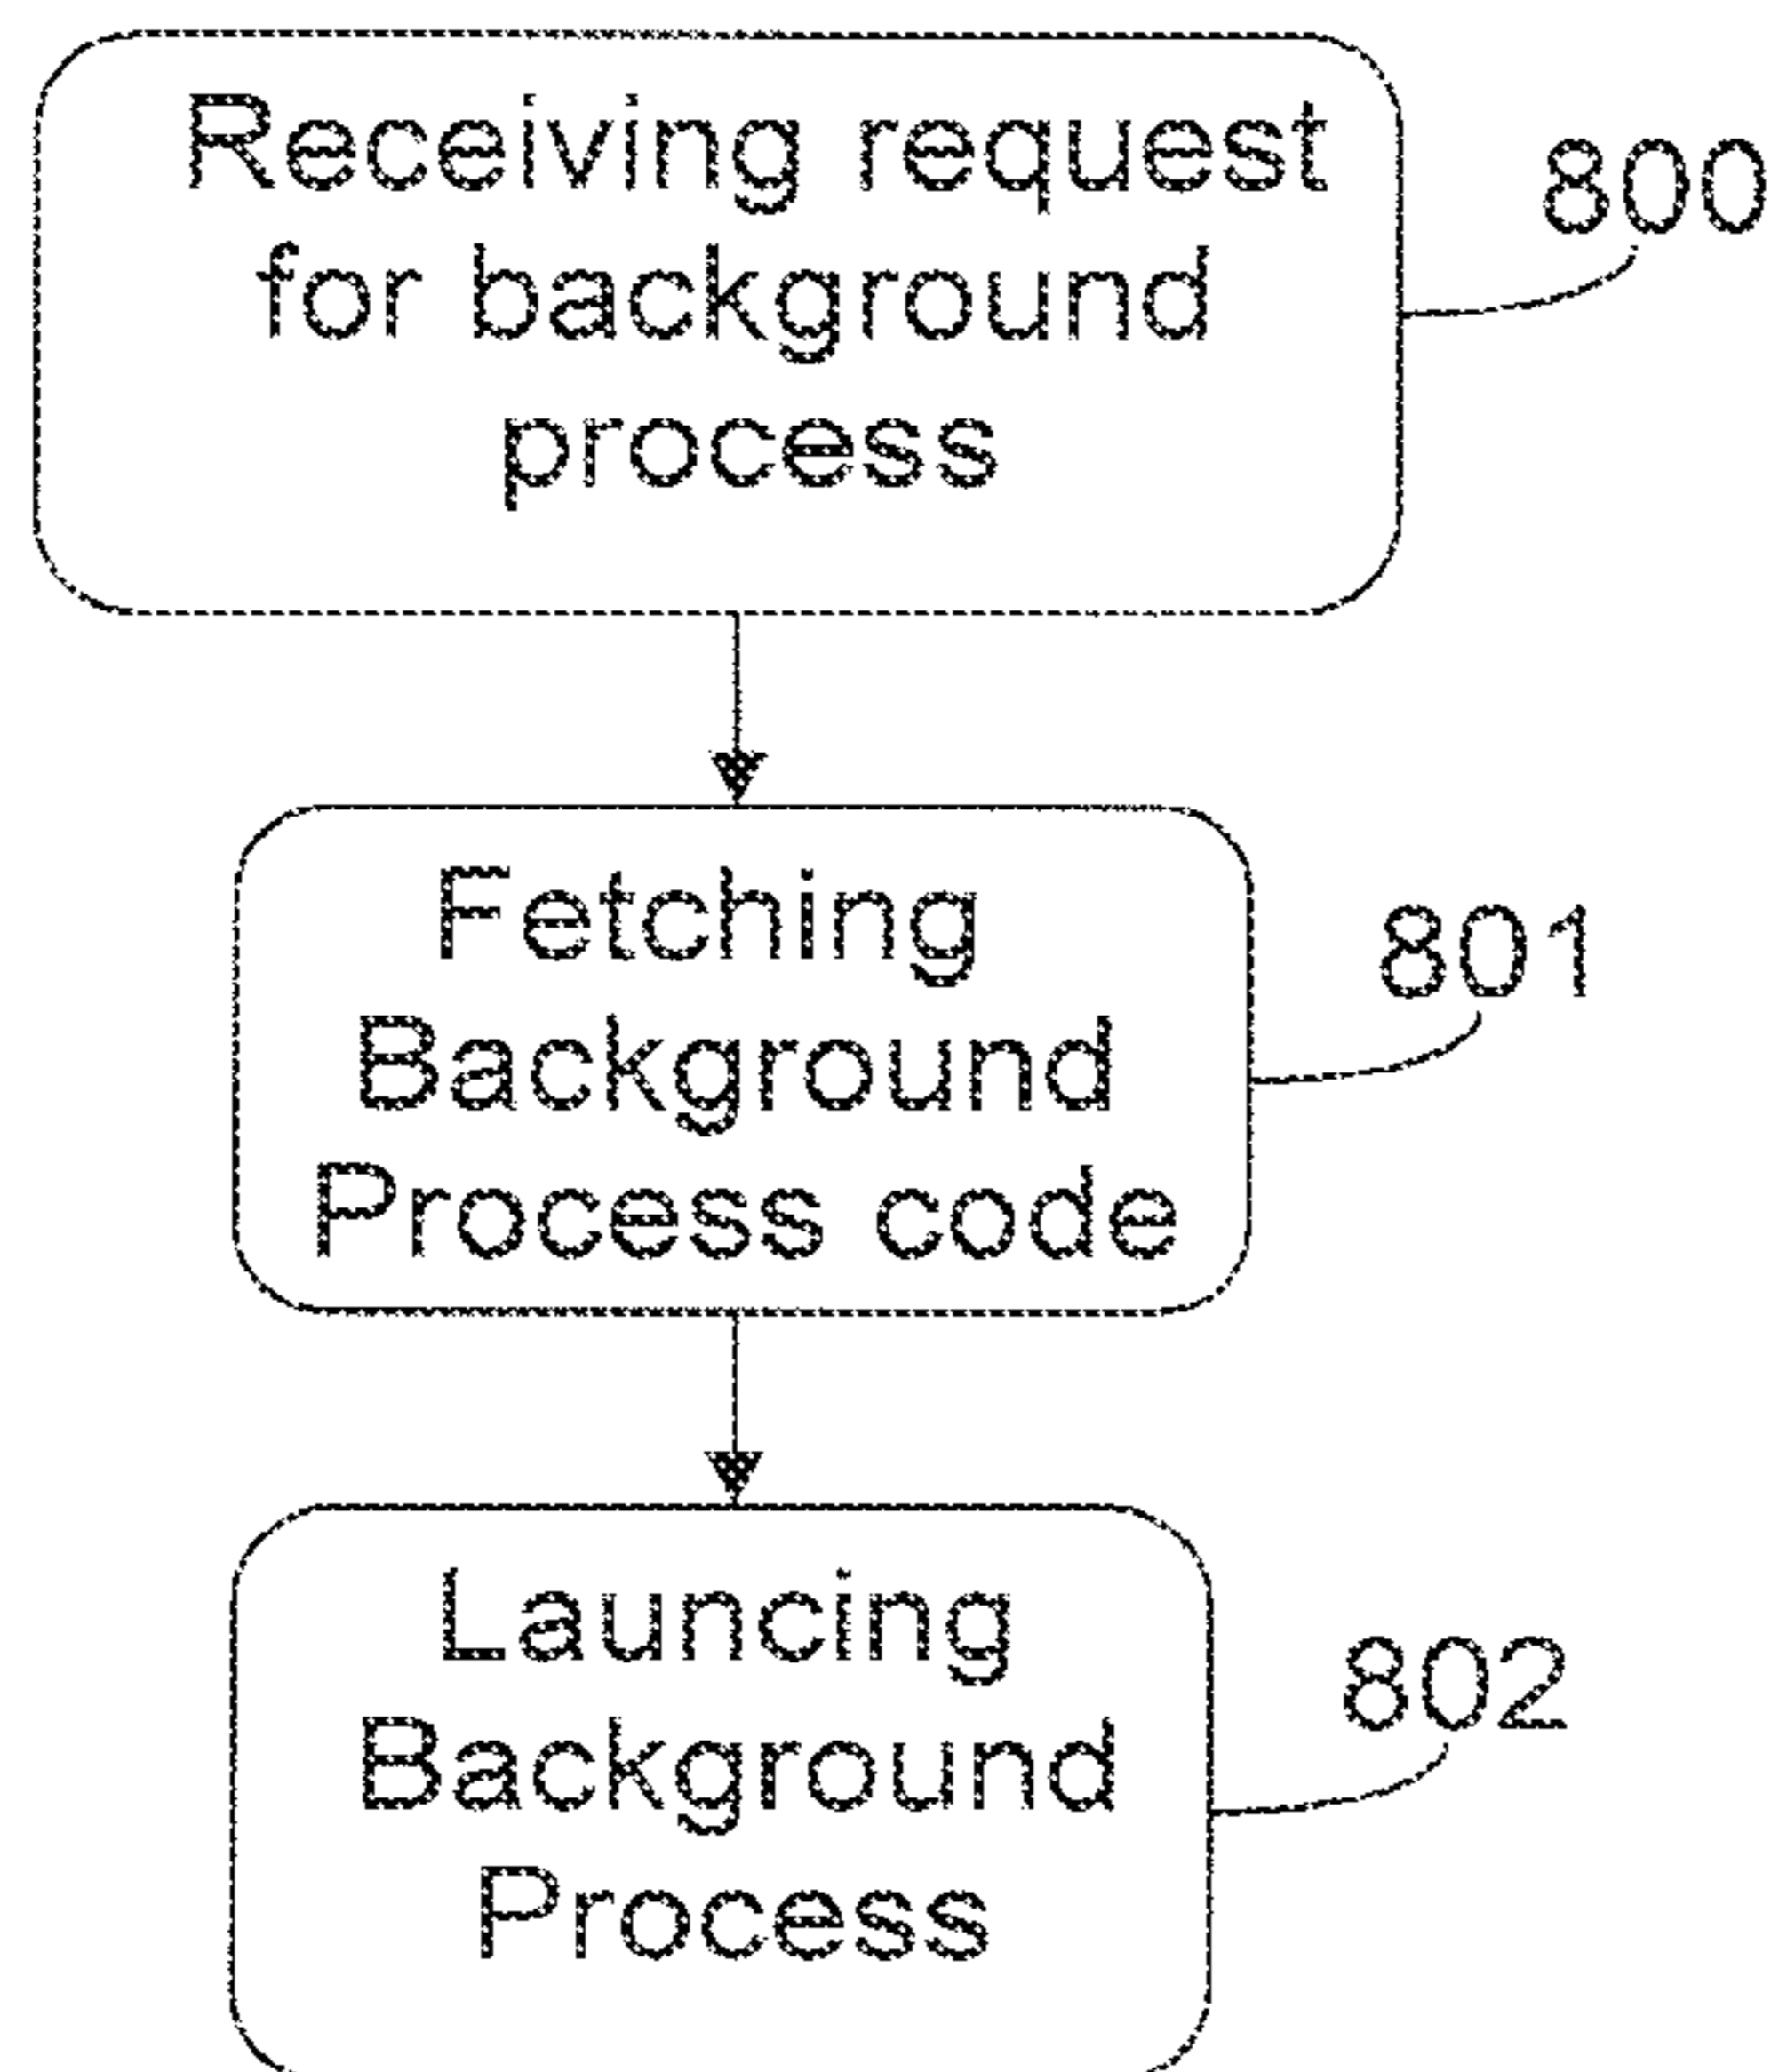 Receiving request
for background
process
800
Fetching
Background
Process code
801
Launcing
Background
Process
802